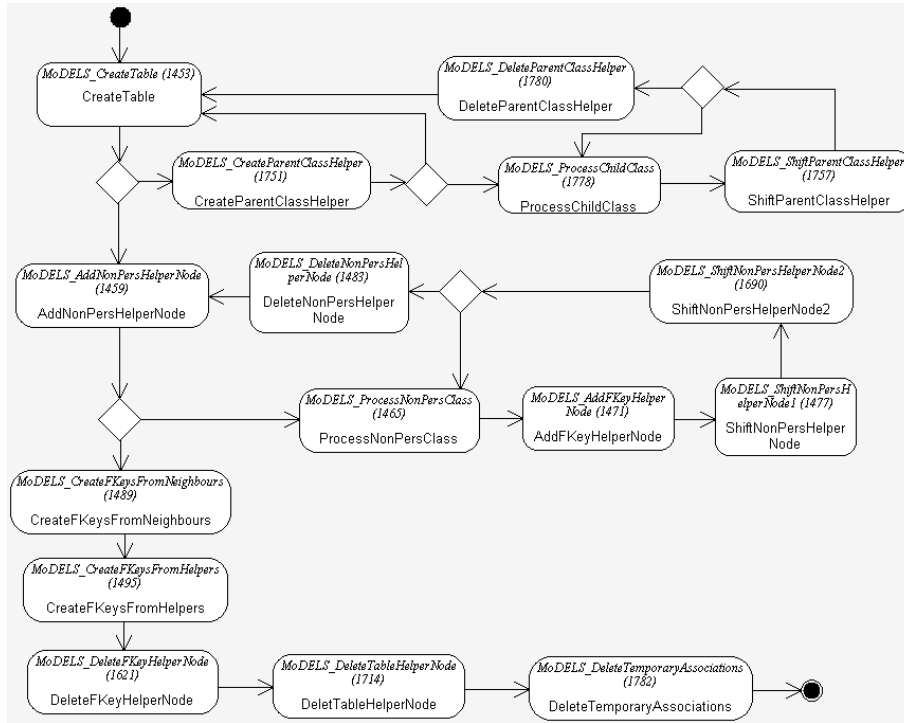 MoDELS_CreateTable (1453)
CreateTable
MoDELS_DeleteParentClassHelper
(1780)
DeleteParentClassHelper
MoDELS_CreateParentClassHelper
(1751)
CreateParentClassHelper
MoDELS_ProcessChildClass
(1778)
ProcessChildClass
MoDELS_ShiftParentClassHelper
(1757)
ShiftParentClassHelper
MoDELS_AddNonPersHelperNode
(1459)
AddNonPersHelperNode
MoDELS_DeleteNonPersHel
perNode (1483)
DeleteNonPersHelper
Node
MoDELS_ShiftNonPersHelperNode2
(1690)
ShiftNonPersHelperNode2
MoDELS_ProcessNonPersClass
(1465)
ProcessNonPersClass
MoDELS_AddFKeyHelper
Node (1471)
AddFKeyHelperNode
MoDELS_ShiftNonPersH
elperNode1 (1477)
ShiftNonPersHelper
Node
MoDELS_CreateFKeysFromNeighbours
(1489)
CreateFKeysFromNeighbours
MoDELS_CreateFKeysFromHelpers
(1495)
CreateFKeysFromHelpers
MoDELS_DeleteFKeyHelperNode
(1621)
DeleteFKeyHelperNode
MoDELS_DeleteTableHelperNode
(1714)
DeletTableHelperNode
MoDELS_DeleteTemporaryAssociations
(1782)
DeleteTemporaryAssociations